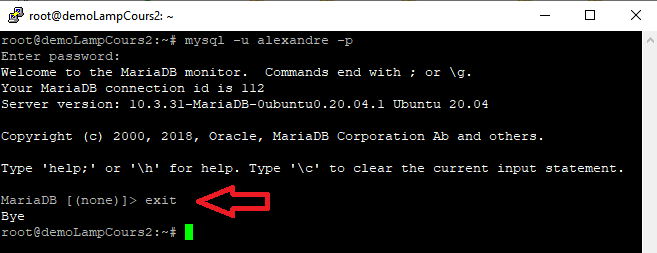 root@demoLampCours2: ~
root@demoLampCours2:~# mysql -u alexandre -p
Enter password:
Welcome to the MariaDB monitor.  Commands end with ; or \g.
Your MariaDB connection id is 112
Server version: 10.3.31-MariaDB-0ubuntu0.20.04.1 Ubuntu 20.04
Copyright (c) 2000, 2018, Oracle, MariaDB Corporation Ab and others.
Type 'help;' or '\h' for help. Type '\c' to clear the current input statement.
MariaDB [(none)]> exit
Bye
root@demoLampCours2:~#